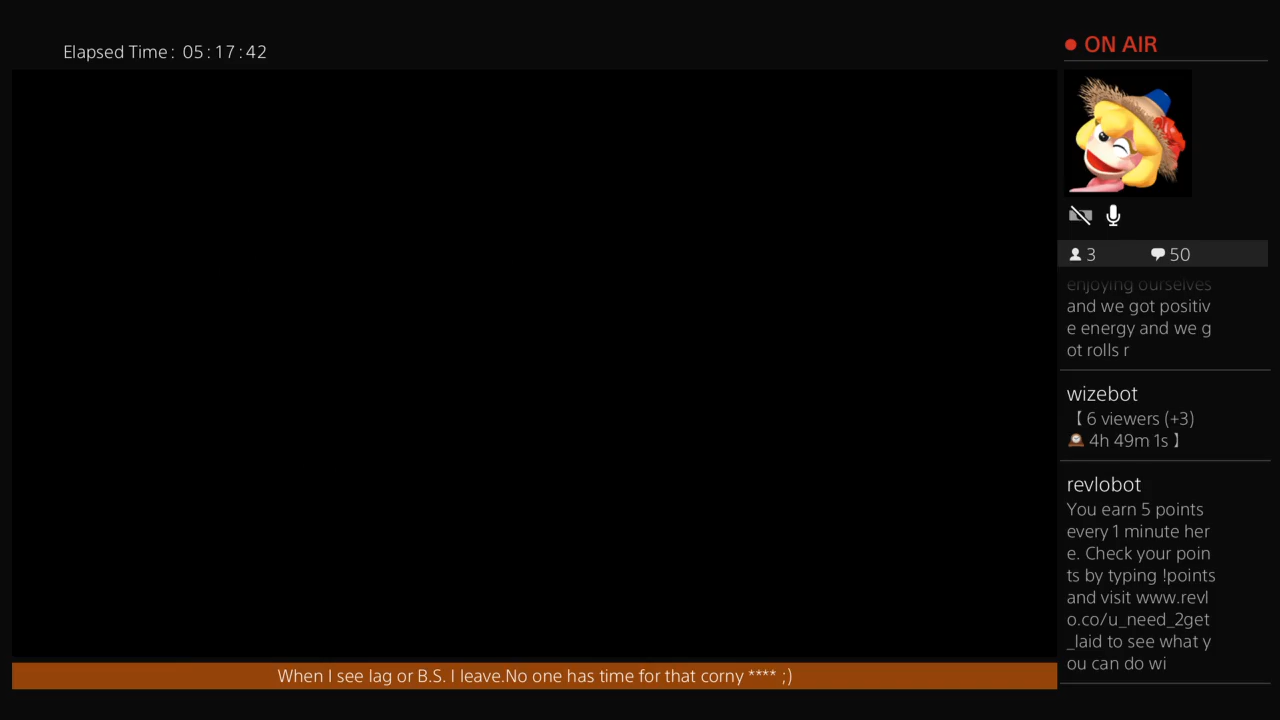 Elapsed Time: 05:17:42
ON AIR
3 50
enjoying ourselves
and we got positiv
e energy and we g
ot rolls r
wizebot
【6 viewers (+3)
4h 49m 1s】
revlobot
You earn 5 points
every 1 minute her
e. Check your poin
ts by typing !points
and visit www.revl
o.co/u_need_2get
_laid to see what y
ou can do wi
When I see lag or B.S. I leave.No one has time for that corny **** ;)